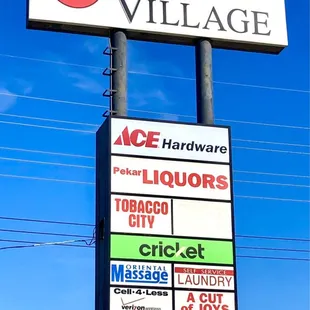 VILLAGE
ACE Hardware
Pekar LIQUORS
TOBACCO
CITY
cricket
ORIENTAL
Massage
SELF SERVICE
LAUNDRY
Cell-4-Less
verizon
A CUT
OF JOYS